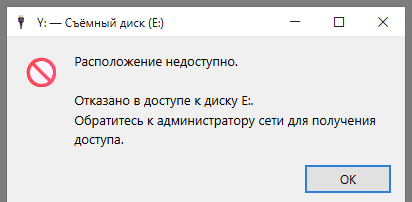 Y: — Съёмный диск (E:)
Расположение недоступно.
Отказано в доступе к диску E:.
Обратитесь к администратору сети для получения
доступа.
OK